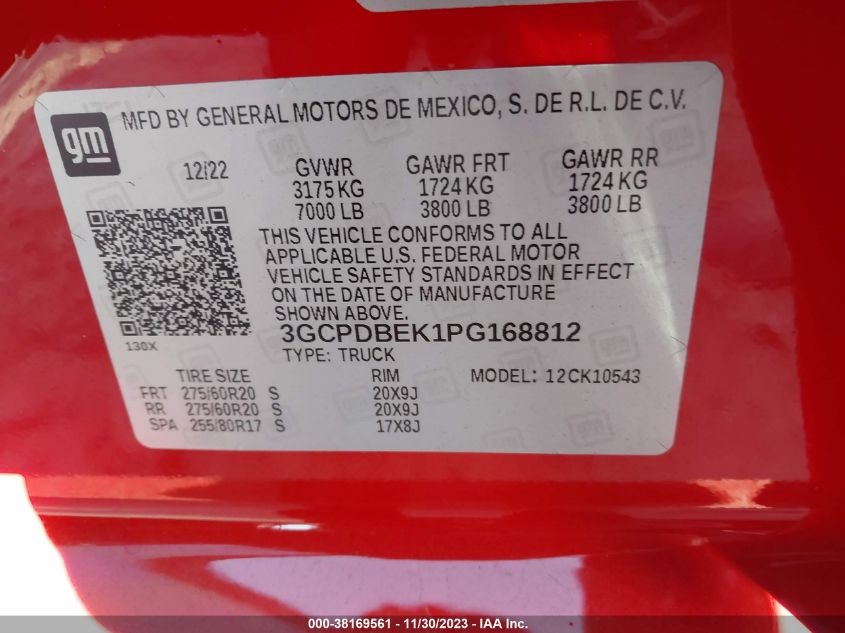 gm
MFD BY GENERAL MOTORS DE MEXICO, S. DE R.L. DE C.V.
12/22 GVWR GAWR FRT GAWR RR
3175 KG 1724 KG 1724 KG
7000 LB 3800 LB 3800 LB
THIS VEHICLE CONFORMS TO ALL
APPLICABLE U.S. FEDERAL MOTOR
VEHICLE SAFETY STANDARDS IN EFFECT
ON THE DATE OF MANUFACTURE
SHOWN ABOVE.
3GCPDBEK1PG168812
130X
TYPE: TRUCK
TIRE SIZE RIM MODEL: 12CK10543
FRT 275/60R20 S 20X9J
RR 275/60R20 S 20X9J
SPA 255/80R17 S 17X8J
000-38169561 - 11/30/2023 - IAA Inc.